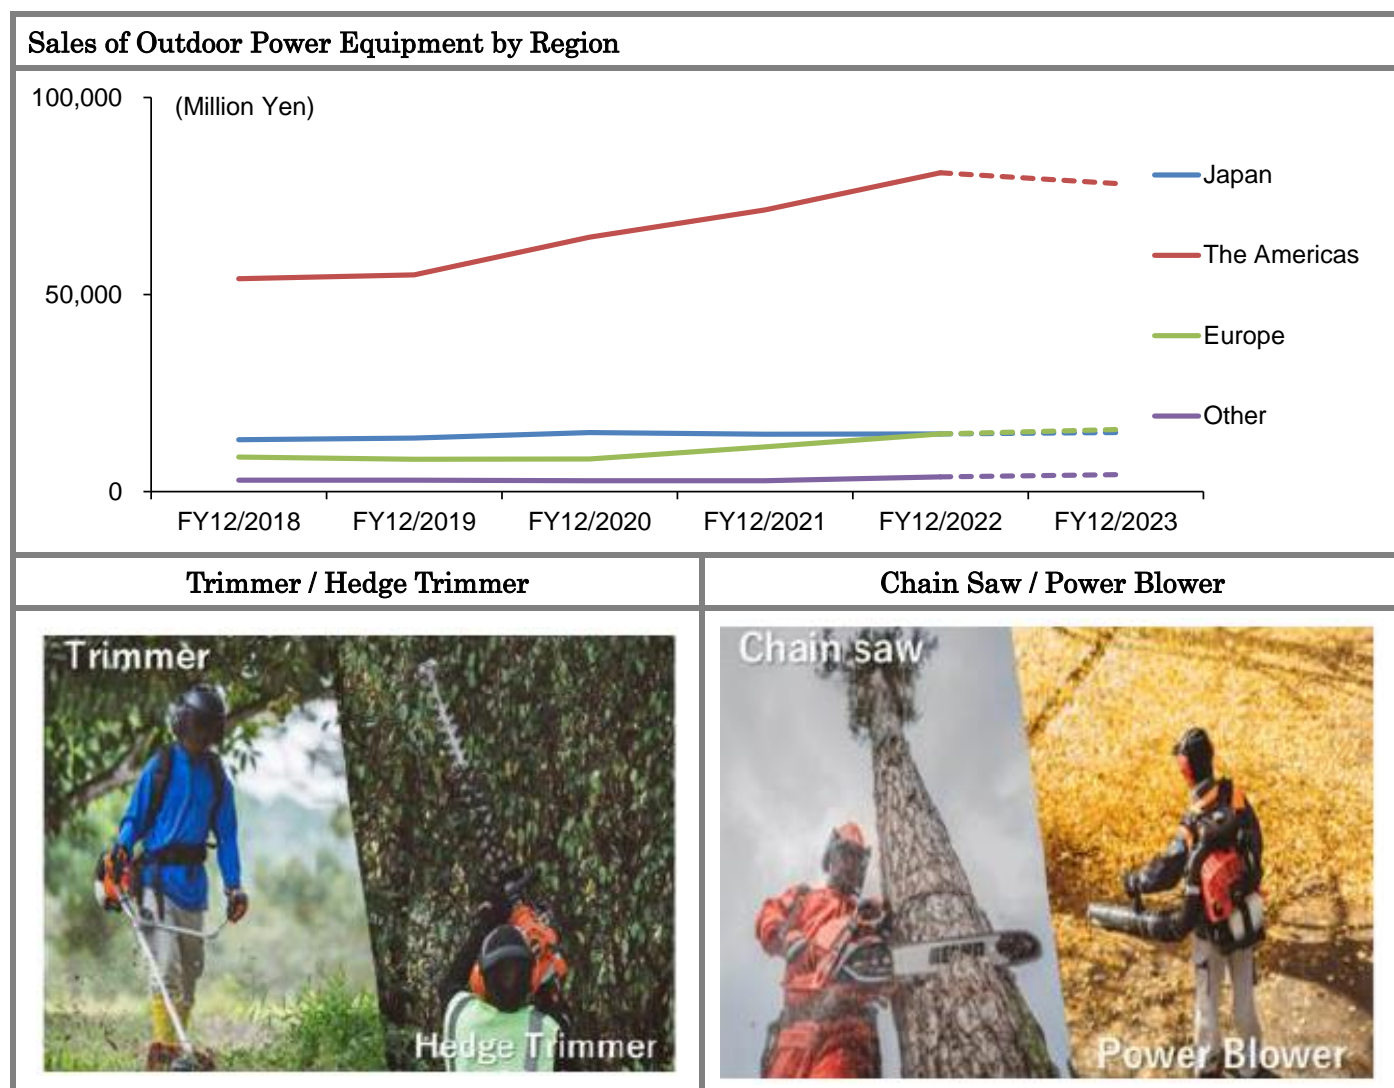 Sales of Outdoor Power Equipment by Region
100,000
(Million Yen)
50,000
0
Japan
The Americas
Europe
Other
FY12/2018 FY12/2019 FY12/2020 FY12/2021 FY12/2022 FY12/2023
Trimmer / Hedge Trimmer
Chain Saw / Power Blower
Trimmer
Hedge Trimmer
Chain saw
ECHO
Power Blower